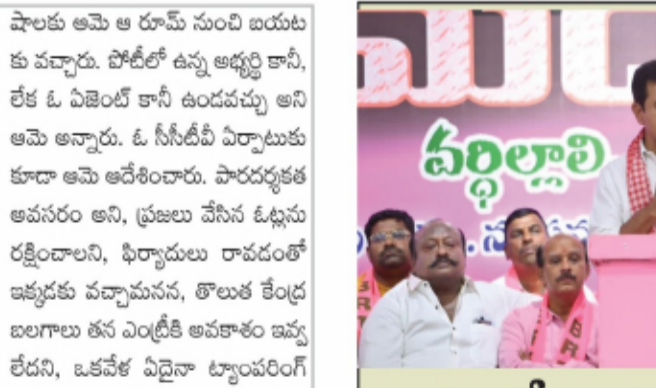 షాలకు ఆమె ఆ రూమ్ నుంచి బయట
కు వచ్చారు. పోటీలో ఉన్న అభ్యర్థి కానీ,
లేక ఓ ఏజెంట్ కానీ ఉండవచ్చు అని
ఆమె అన్నారు. ఓ సీసీటీవీ ఏర్పాటుకు
కూడా ఆమె ఆదేశించారు. పారదర్శకత
అవసరం అని, ప్రజలు వేసిన ఓట్లను
రక్షించాలని, ఫిర్యాదులు రావడంతో
ఇక్కడకు వచ్చామనన, తొలుత కేంద్ర
బలగాలు తన ఎంట్రీకి అవకాశం ఇవ్వ
లేదని, ఒకవేళ ఏదైనా ట్యాంపరింగ్
వర్ధిల్లాలి